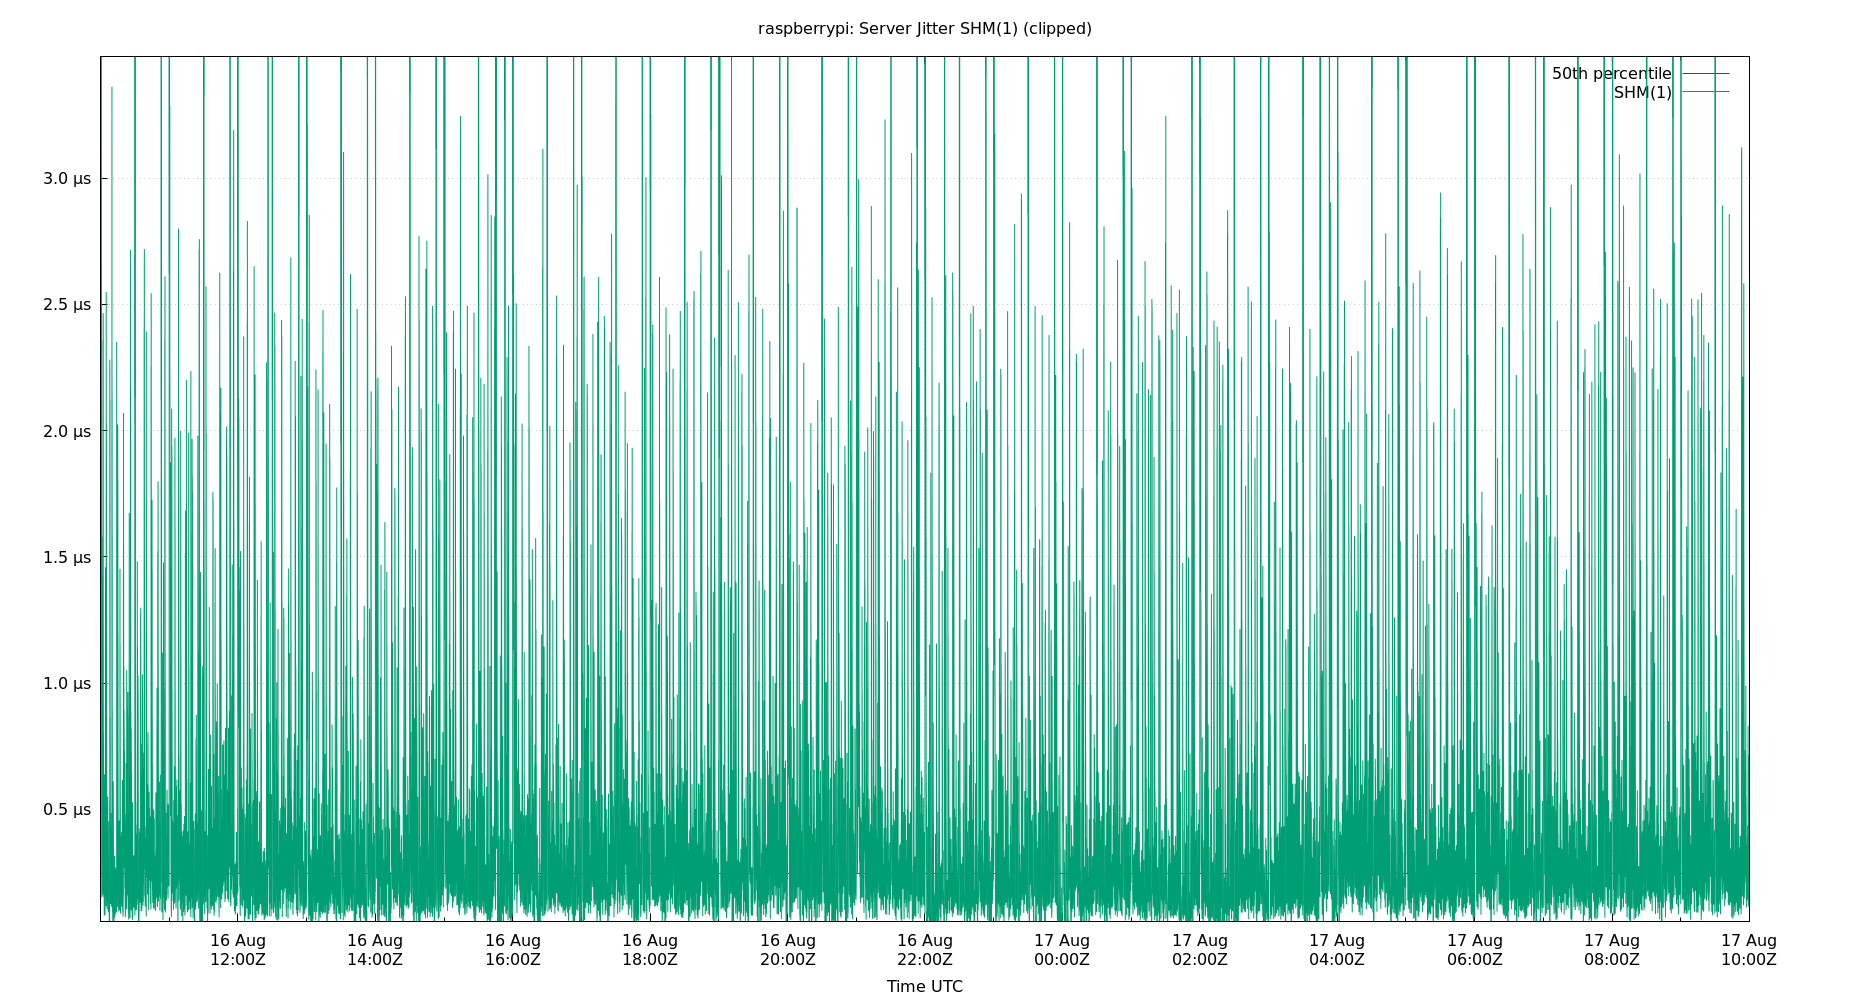 raspberrypi: Server Jitter SHM(1) (clipped)
50th percentile
SHM(1)
3.0 µs
2.5 µs
2.0 µs
1.5 µs
1.0 µs
0.5 µs
16 Aug 16 Aug 16 Aug 16 Aug 16 Aug 16 Aug 17 Aug 17 Aug 17 Aug 17 Aug 17 Aug 17 Aug
12:00Z 14:00Z 16:00Z 18:00Z 20:00Z 22:00Z 00:00Z 02:00Z 04:00Z 06:00Z 08:00Z 10:00Z
Time UTC